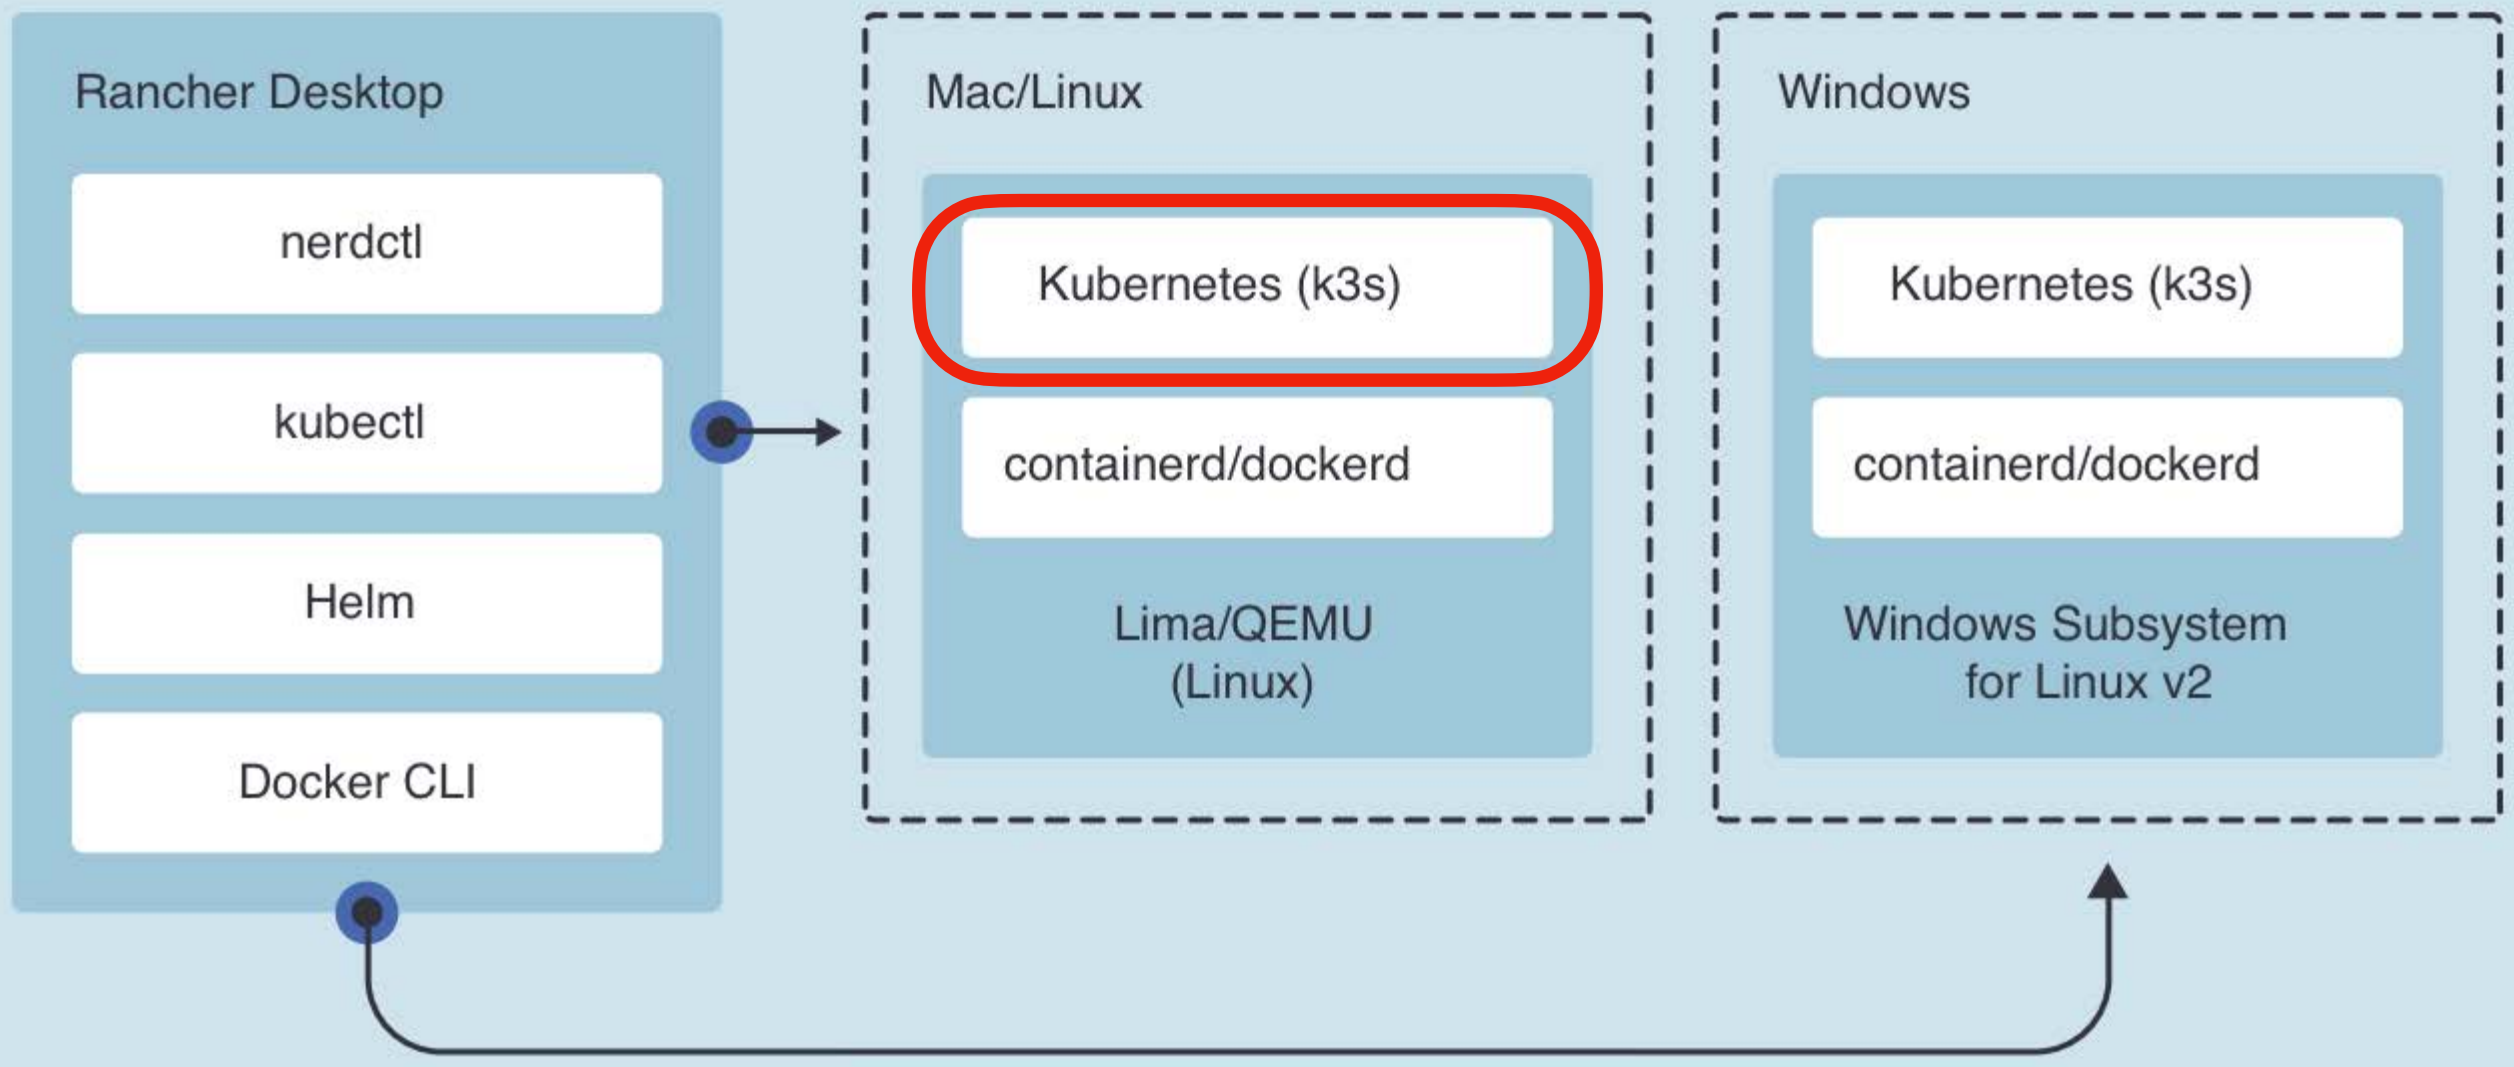 Rancher Desktop
nerdctl
kubectl
Helm
Docker CLI
Mac/Linux
Kubernetes (k3s)
containerd/dockerd
Lima/QEMU
(Linux)
Windows
Kubernetes (k3s)
containerd/dockerd
Windows Subsystem
for Linux v2